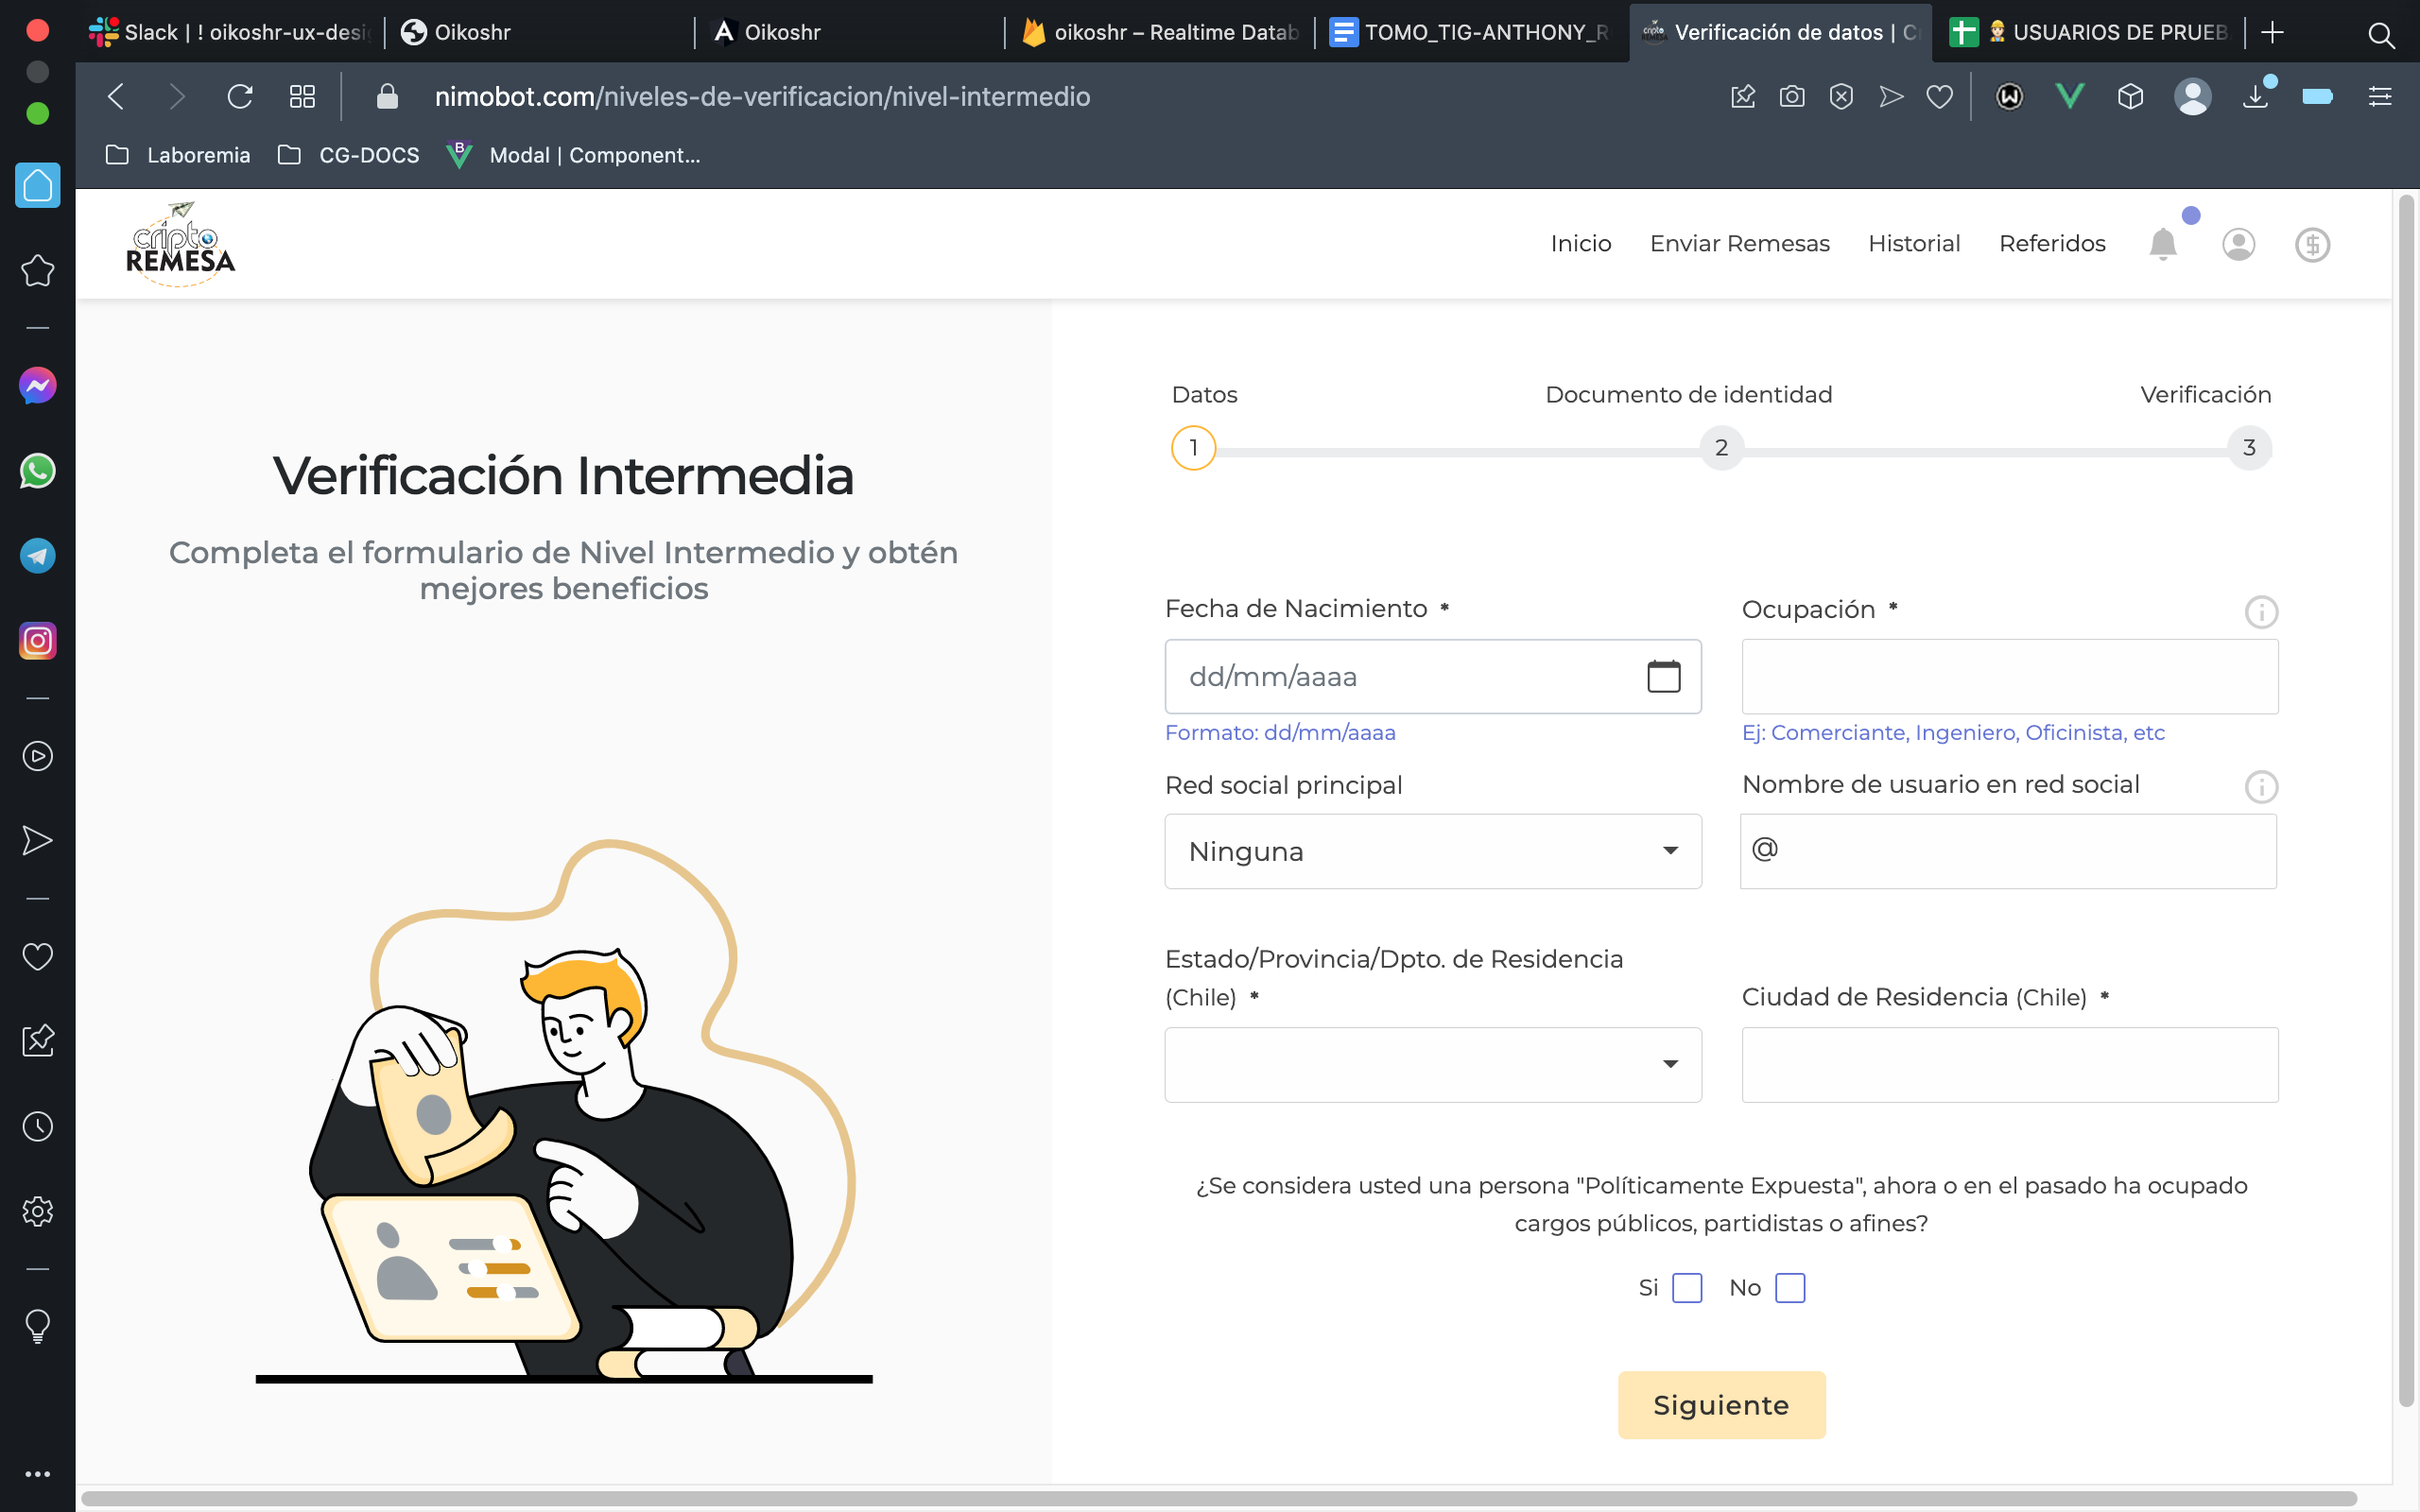 Slack | ! oikoshr-ux-desi
Oikoshr
Oikoshr
oikoshr – Realtime Datab
TOMO_TIG-ANTHONY_R
Verificación de datos | C
USUARIOS DE PRUEB
nimobot.com/niveles-de-verificacion/nivel-intermedio
Laboremia
CG-DOCS
Modal | Component...
cripto
REMESA
Inicio
Enviar Remesas
Historial
Referidos
Verificación Intermedia
Completa el formulario de Nivel Intermedio y obtén
mejores beneficios
Datos
Documento de identidad
Verificación
1
2
3
Fecha de Nacimiento *
dd/mm/aaaa
Formato: dd/mm/aaaa
Ocupación *
Ej: Comerciante, Ingeniero, Oficinista, etc
Red social principal
Ninguna
Nombre de usuario en red social
@
Estado/Provincia/Dpto. de Residencia
(Chile) *
Ciudad de Residencia (Chile) *
¿Se considera usted una persona "Políticamente Expuesta", ahora o en el pasado ha ocupado
cargos públicos, partidistas o afines?
Si
No
Siguiente